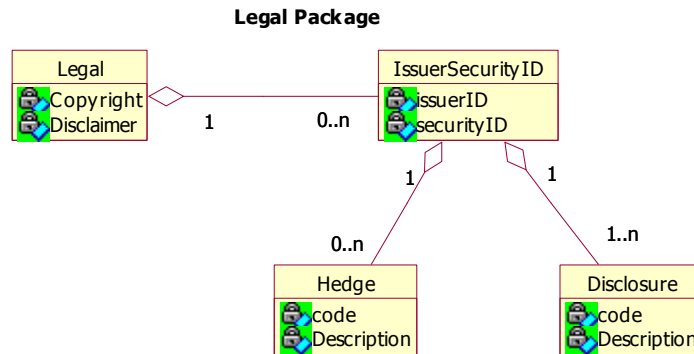 Legal Package
Legal
Copyright
Disclaimer
1
0..n
IssuerSecurityID
issuerID
securityID
1
0..n
1
1..n
Hedge
code
Description
Disclosure
code
Description